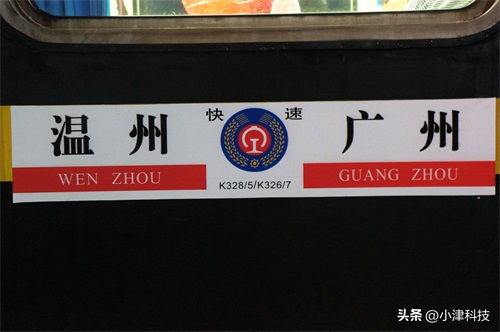 快 速
温 州
广 州
WEN ZHOU
K328/5/K326/7
GUANG ZHOU
头条 @小津科技